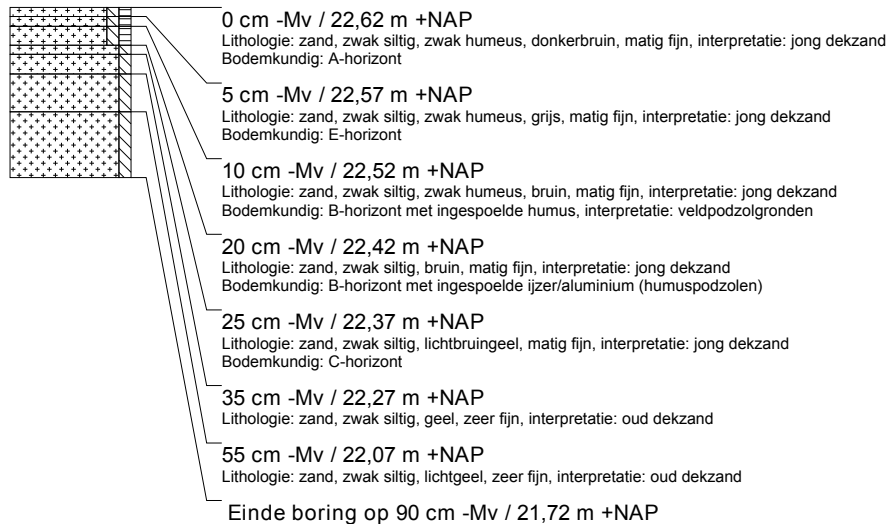 0 cm -Mv / 22,62 m +NAP
Lithologie: zand, zwak siltig, zwak humeus, donkerbruin, matig fijn, interpretatie: jong dekzand
Bodemkundig: A-horizont
5 cm -Mv / 22,57 m +NAP
Lithologie: zand, zwak siltig, zwak humeus, grijs, matig fijn, interpretatie: jong dekzand
Bodemkundig: E-horizont
10 cm -Mv / 22,52 m +NAP
Lithologie: zand, zwak siltig, zwak humeus, bruin, matig fijn, interpretatie: jong dekzand
Bodemkundig: B-horizont met ingespoelde humus, interpretatie: veldpodzolgronden
20 cm -Mv / 22,42 m +NAP
Lithologie: zand, zwak siltig, bruin, matig fijn, interpretatie: jong dekzand
Bodemkundig: B-horizont met ingespoelde ijzer/aluminium (humuspodzolen)
25 cm -Mv / 22,37 m +NAP
Lithologie: zand, zwak siltig, lichtbruingeel, matig fijn, interpretatie: jong dekzand
Bodemkundig: C-horizont
35 cm -Mv / 22,27 m +NAP
Lithologie: zand, zwak siltig, geel, zeer fijn, interpretatie: oud dekzand
55 cm -Mv / 22,07 m +NAP
Lithologie: zand, zwak siltig, lichtgeel, zeer fijn, interpretatie: oud dekzand
Einde boring op 90 cm -Mv / 21,72 m +NAP